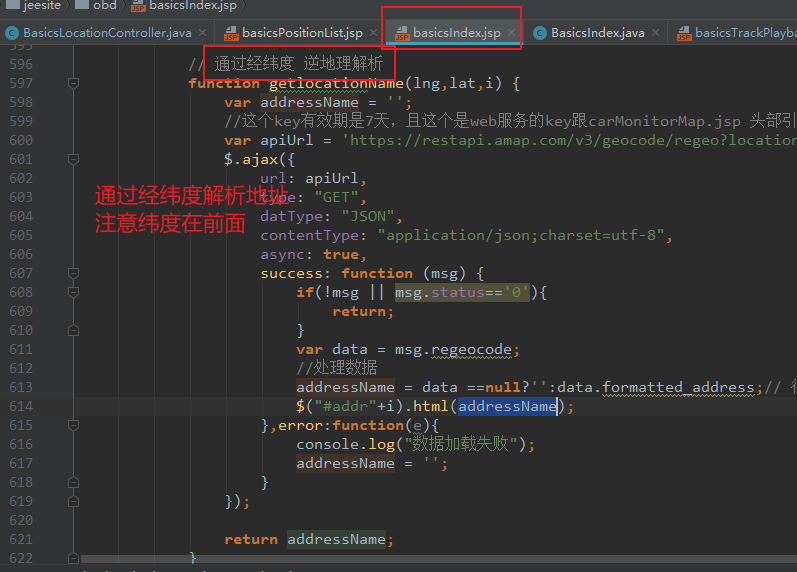 jeesite obd basicsIndex.jsp
BasicsLocationController.java × basicsPositionList.jsp × basicsIndex.jsp × BasicsIndex.java × basicsTrackPlayba
595
596 // 通过经纬度 逆地理解析
597 function getlocationName(lng,lat,i) {
598 var addressName = '';
599 //这个key有效期是7天，且这个是web服务的key跟carMonitorMap.jsp 头部引
600 var apiUrl = 'https://restapi.amap.com/v3/geocode/regeo?location
601 $.ajax({
602 url: apiUrl,
通过经纬度解析地址
603 type: "GET",
注意纬度在前面
604 datType: "JSON",
605 contentType: "application/json;charset=utf-8",
606 async: true,
607 success: function (msg) {
608 if(!msg || msg.status=='0'){
609 return;
610 }
611 var data = msg.regeocode;
612 //处理数据
613 addressName = data ==null?'':data.formatted_address;//
614 $("#addr"+i).html(addressName);
615 },error:function(e){
616 console.log("数据加载失败");
617 addressName = '';
618 }
619 });
620
621 return addressName;
622 }